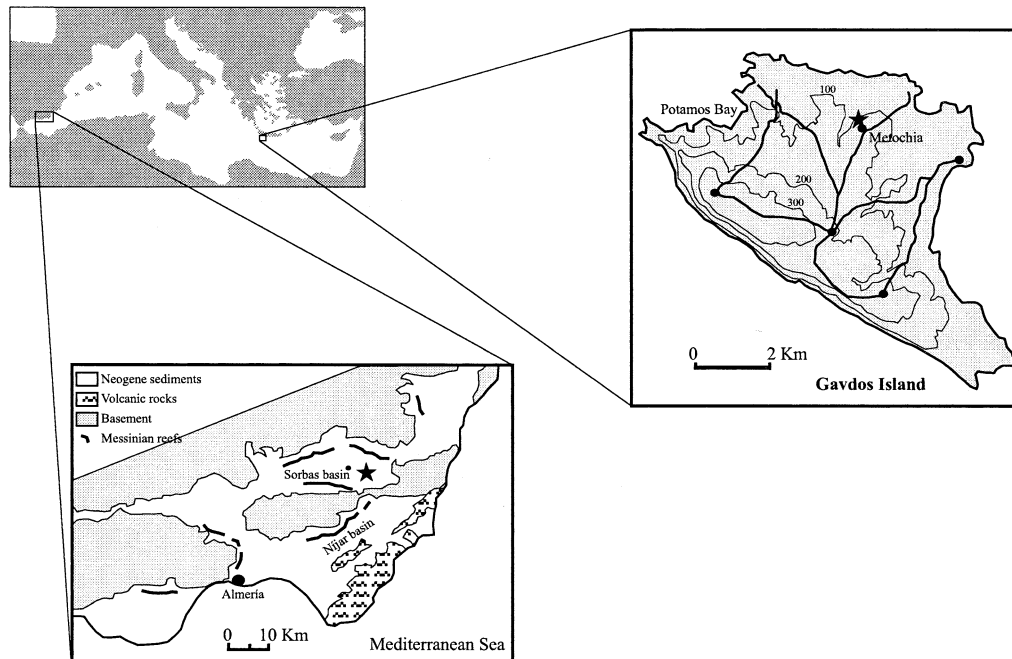 100
Potamos Bay
Metochia
200
300
0 2 Km
Gavdos Island
Neogene sediments
Volcanic rocks
Basement
Messinian reefs
Sorbas basin
Nijar basin
Almería
0 10 Km
Mediterranean Sea